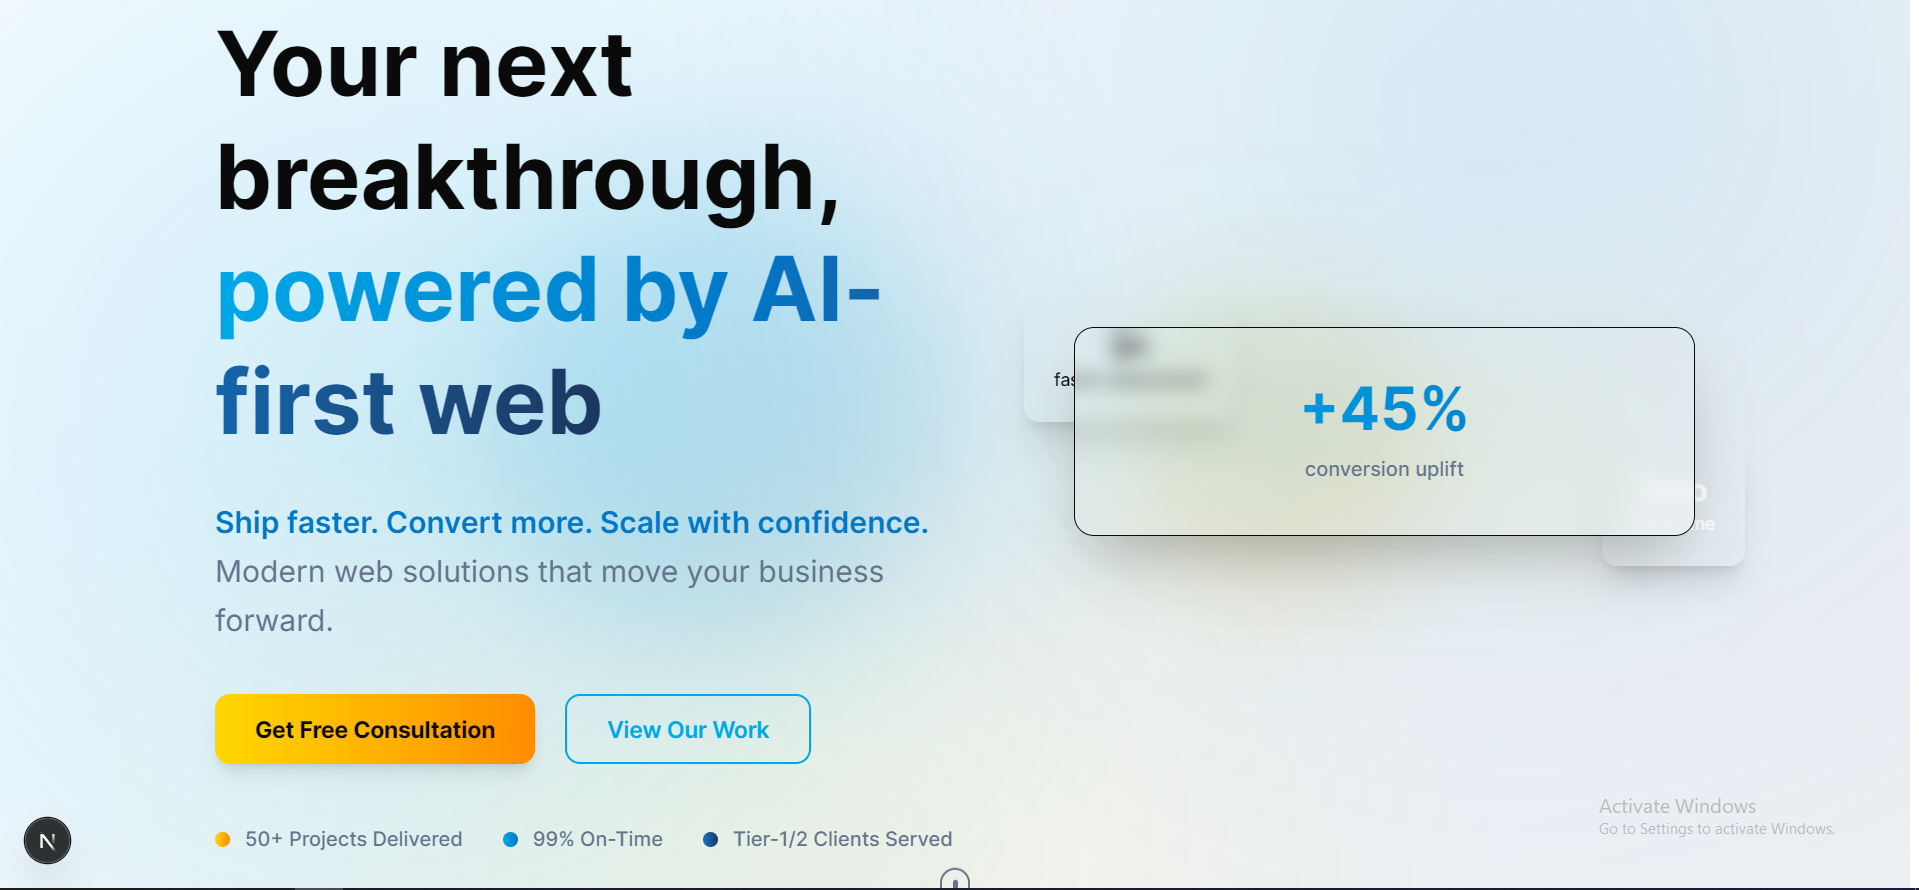 Your next
breakthrough,
powered by AI-
first web
Ship faster. Convert more. Scale with confidence.
Modern web solutions that move your business
forward.
Get Free Consultation
View Our Work
50+ Projects Delivered
99% On-Time
Tier-1/2 Clients Served
+45%
conversion uplift
Activate Windows
Go to Settings to activate Windows.
N